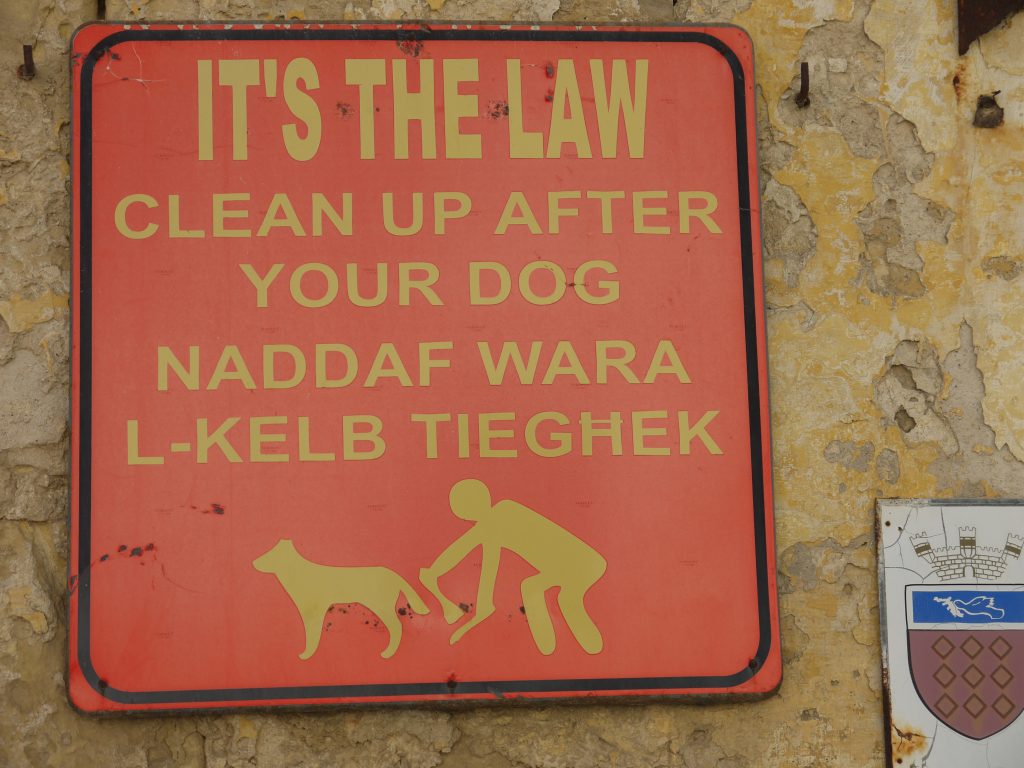 IT'S THE LAW
CLEAN UP AFTER
YOUR DOG
NADDAF WARA
L-KELB TIEGĦEK